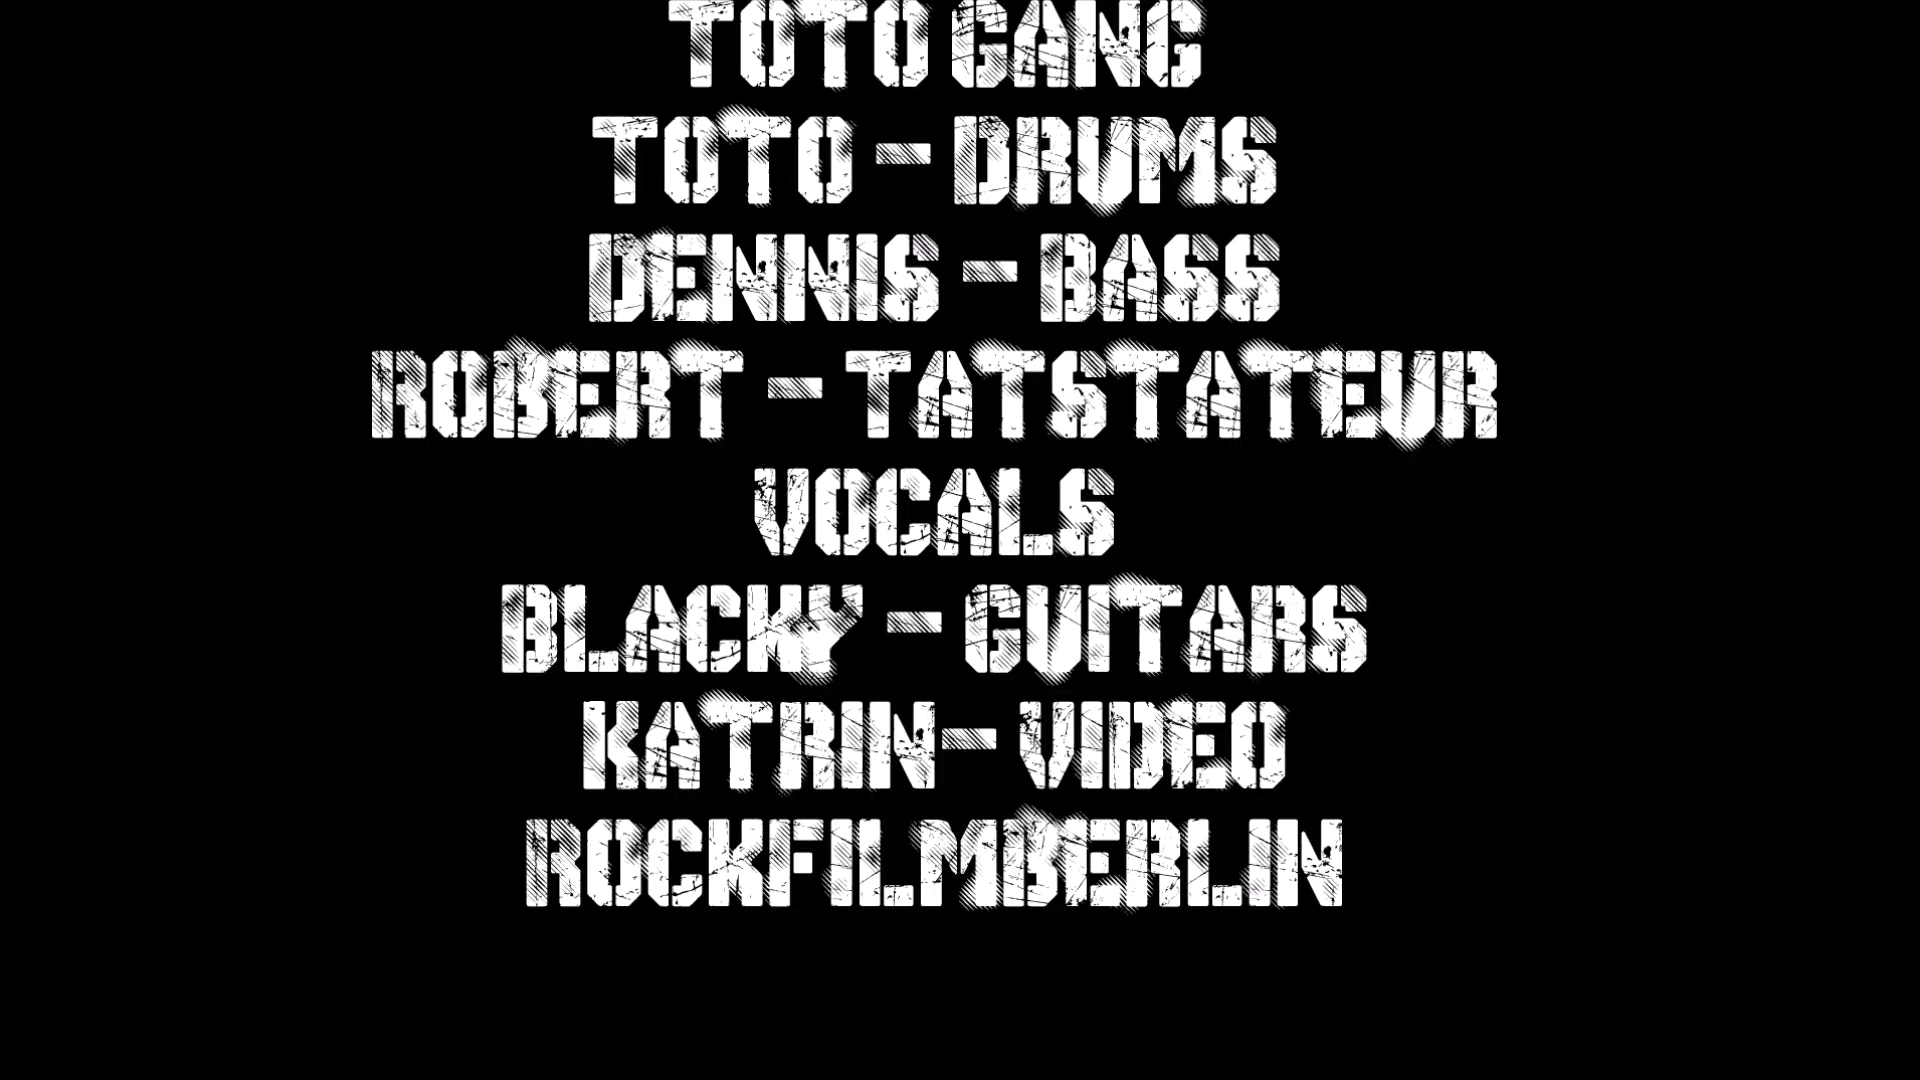 TOTO GANG
TOTO - DRUMS
DENNIS - BASS
ROBERT - TATSTATEUR
VOCALS
BLACKY - GUITARS
KATRIN- VIDEO
ROCKFILMBERLIN